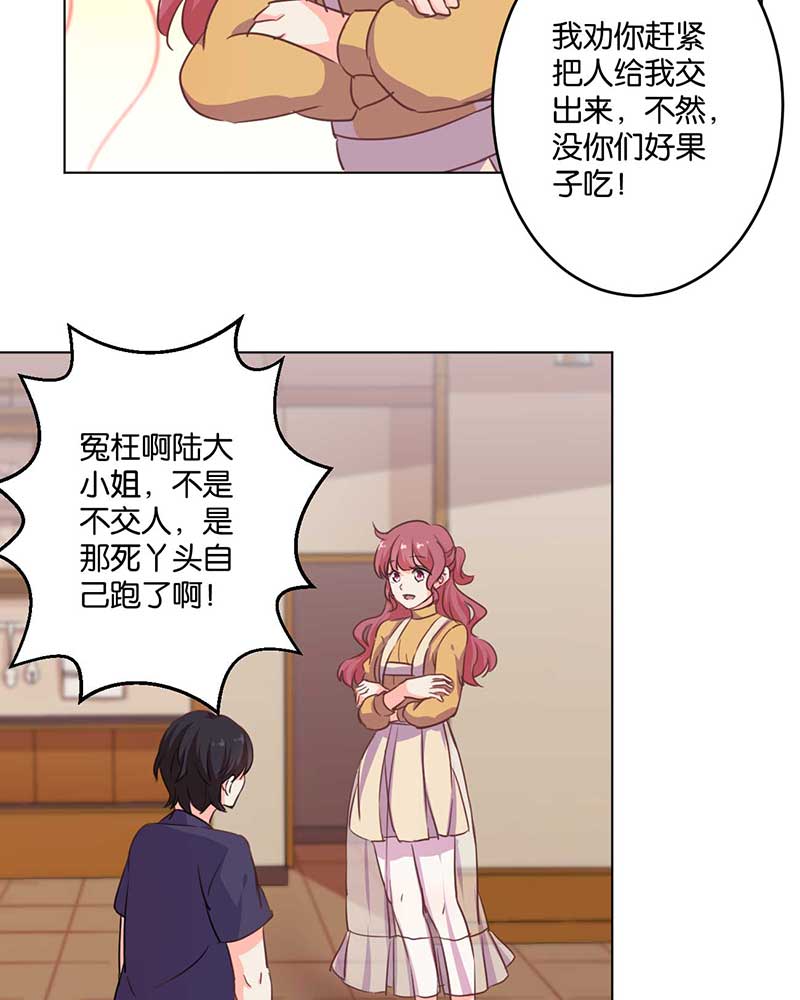 我劝你赶紧
把人给我交
出来，不然，
没你们好果
子吃！
冤枉啊陆大
小姐，不是
不交人，是
那死丫头自
己跑了啊！